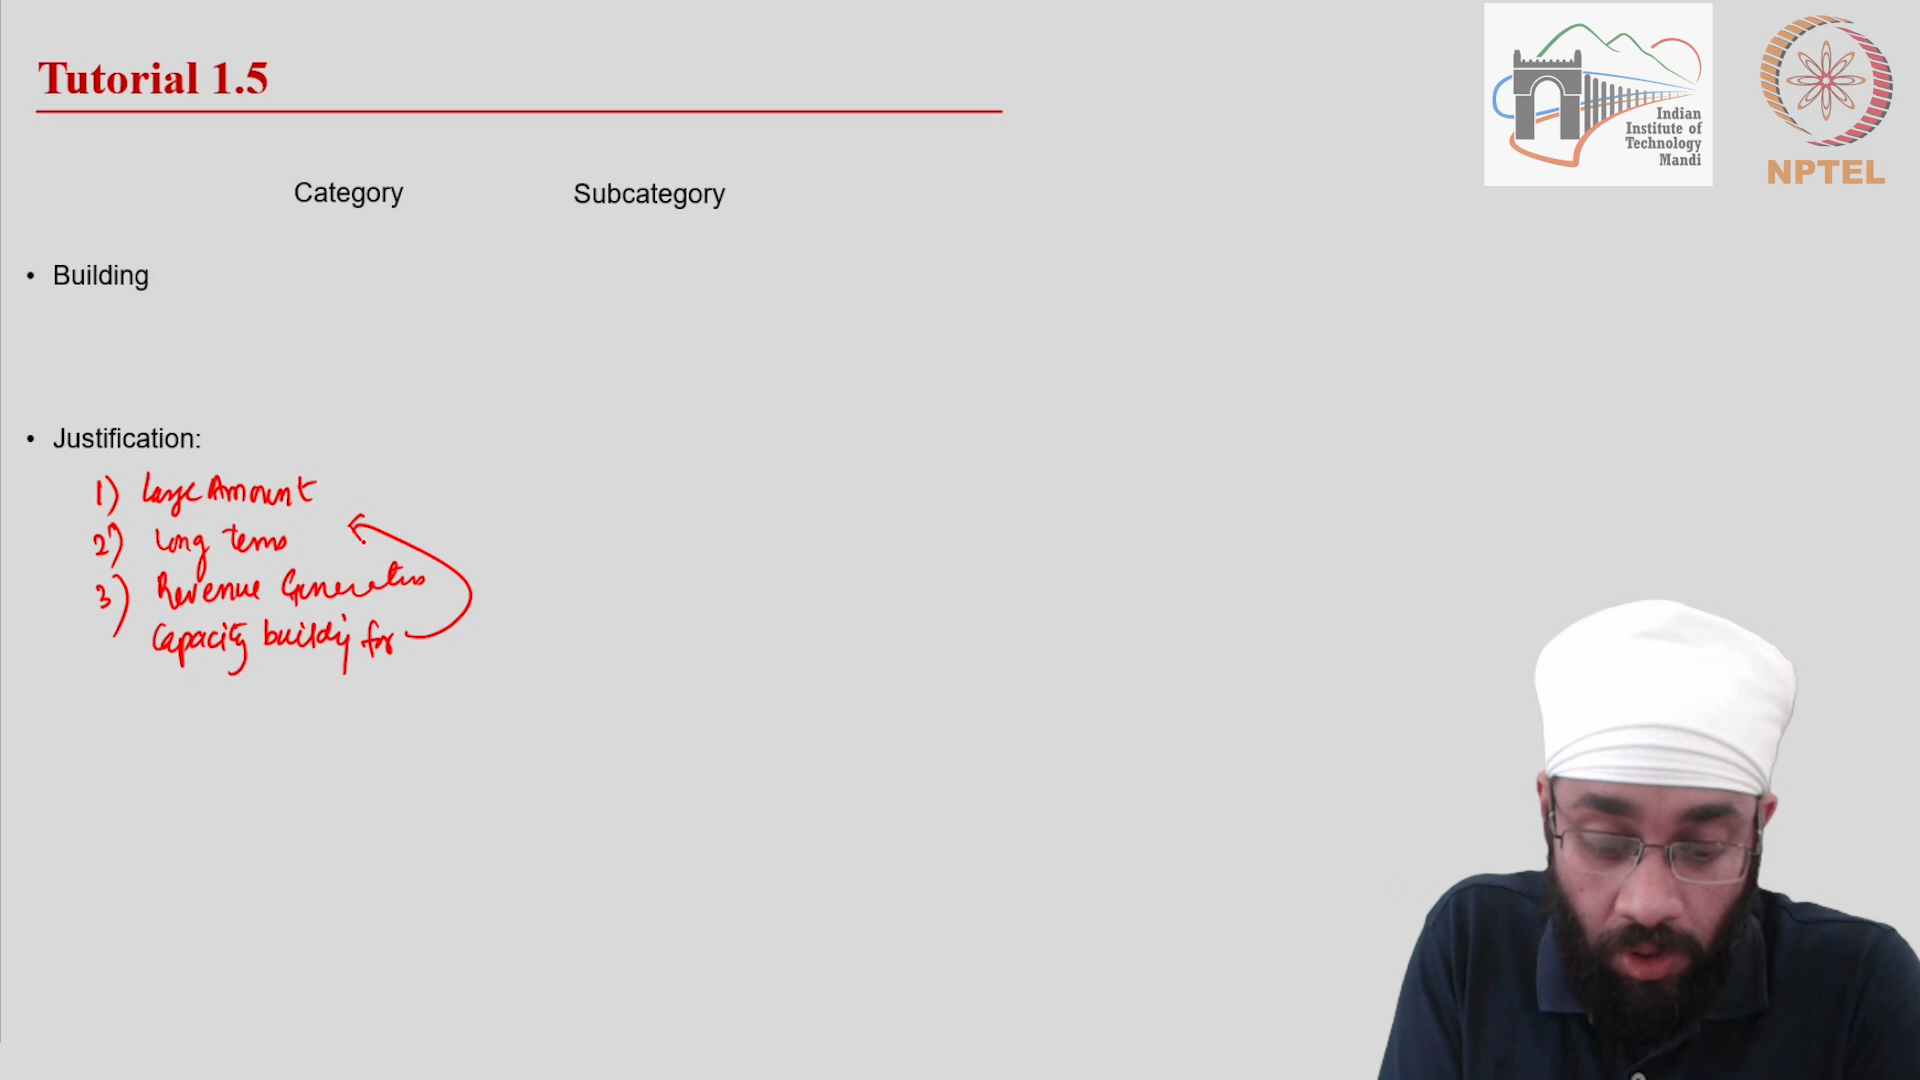 Tutorial 1.5
Indian
Institute of
Technology
Mandi
NPTEL
Category Subcategory
• Building
• Justification:
1) Large Amount
2) Long term
3) Revenue Generation
Capacity building for